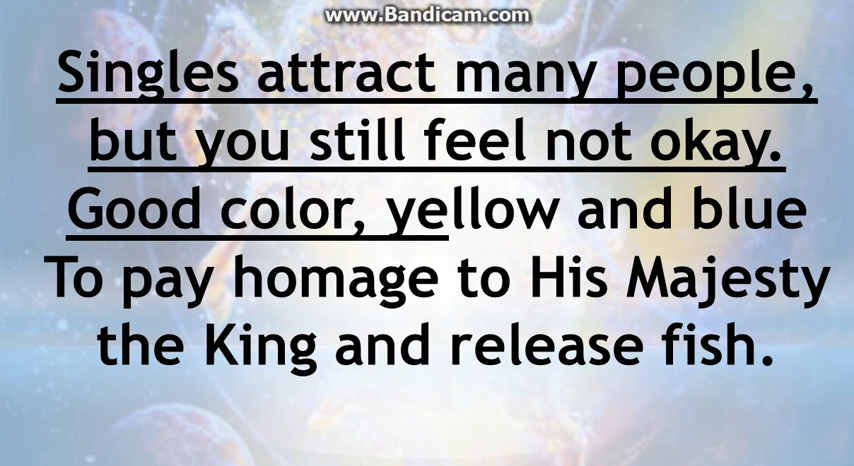 www.Bandicam.com
Singles attract many people,
but you still feel not okay.
Good color, yellow and blue
To pay homage to His Majesty
the King and release fish.